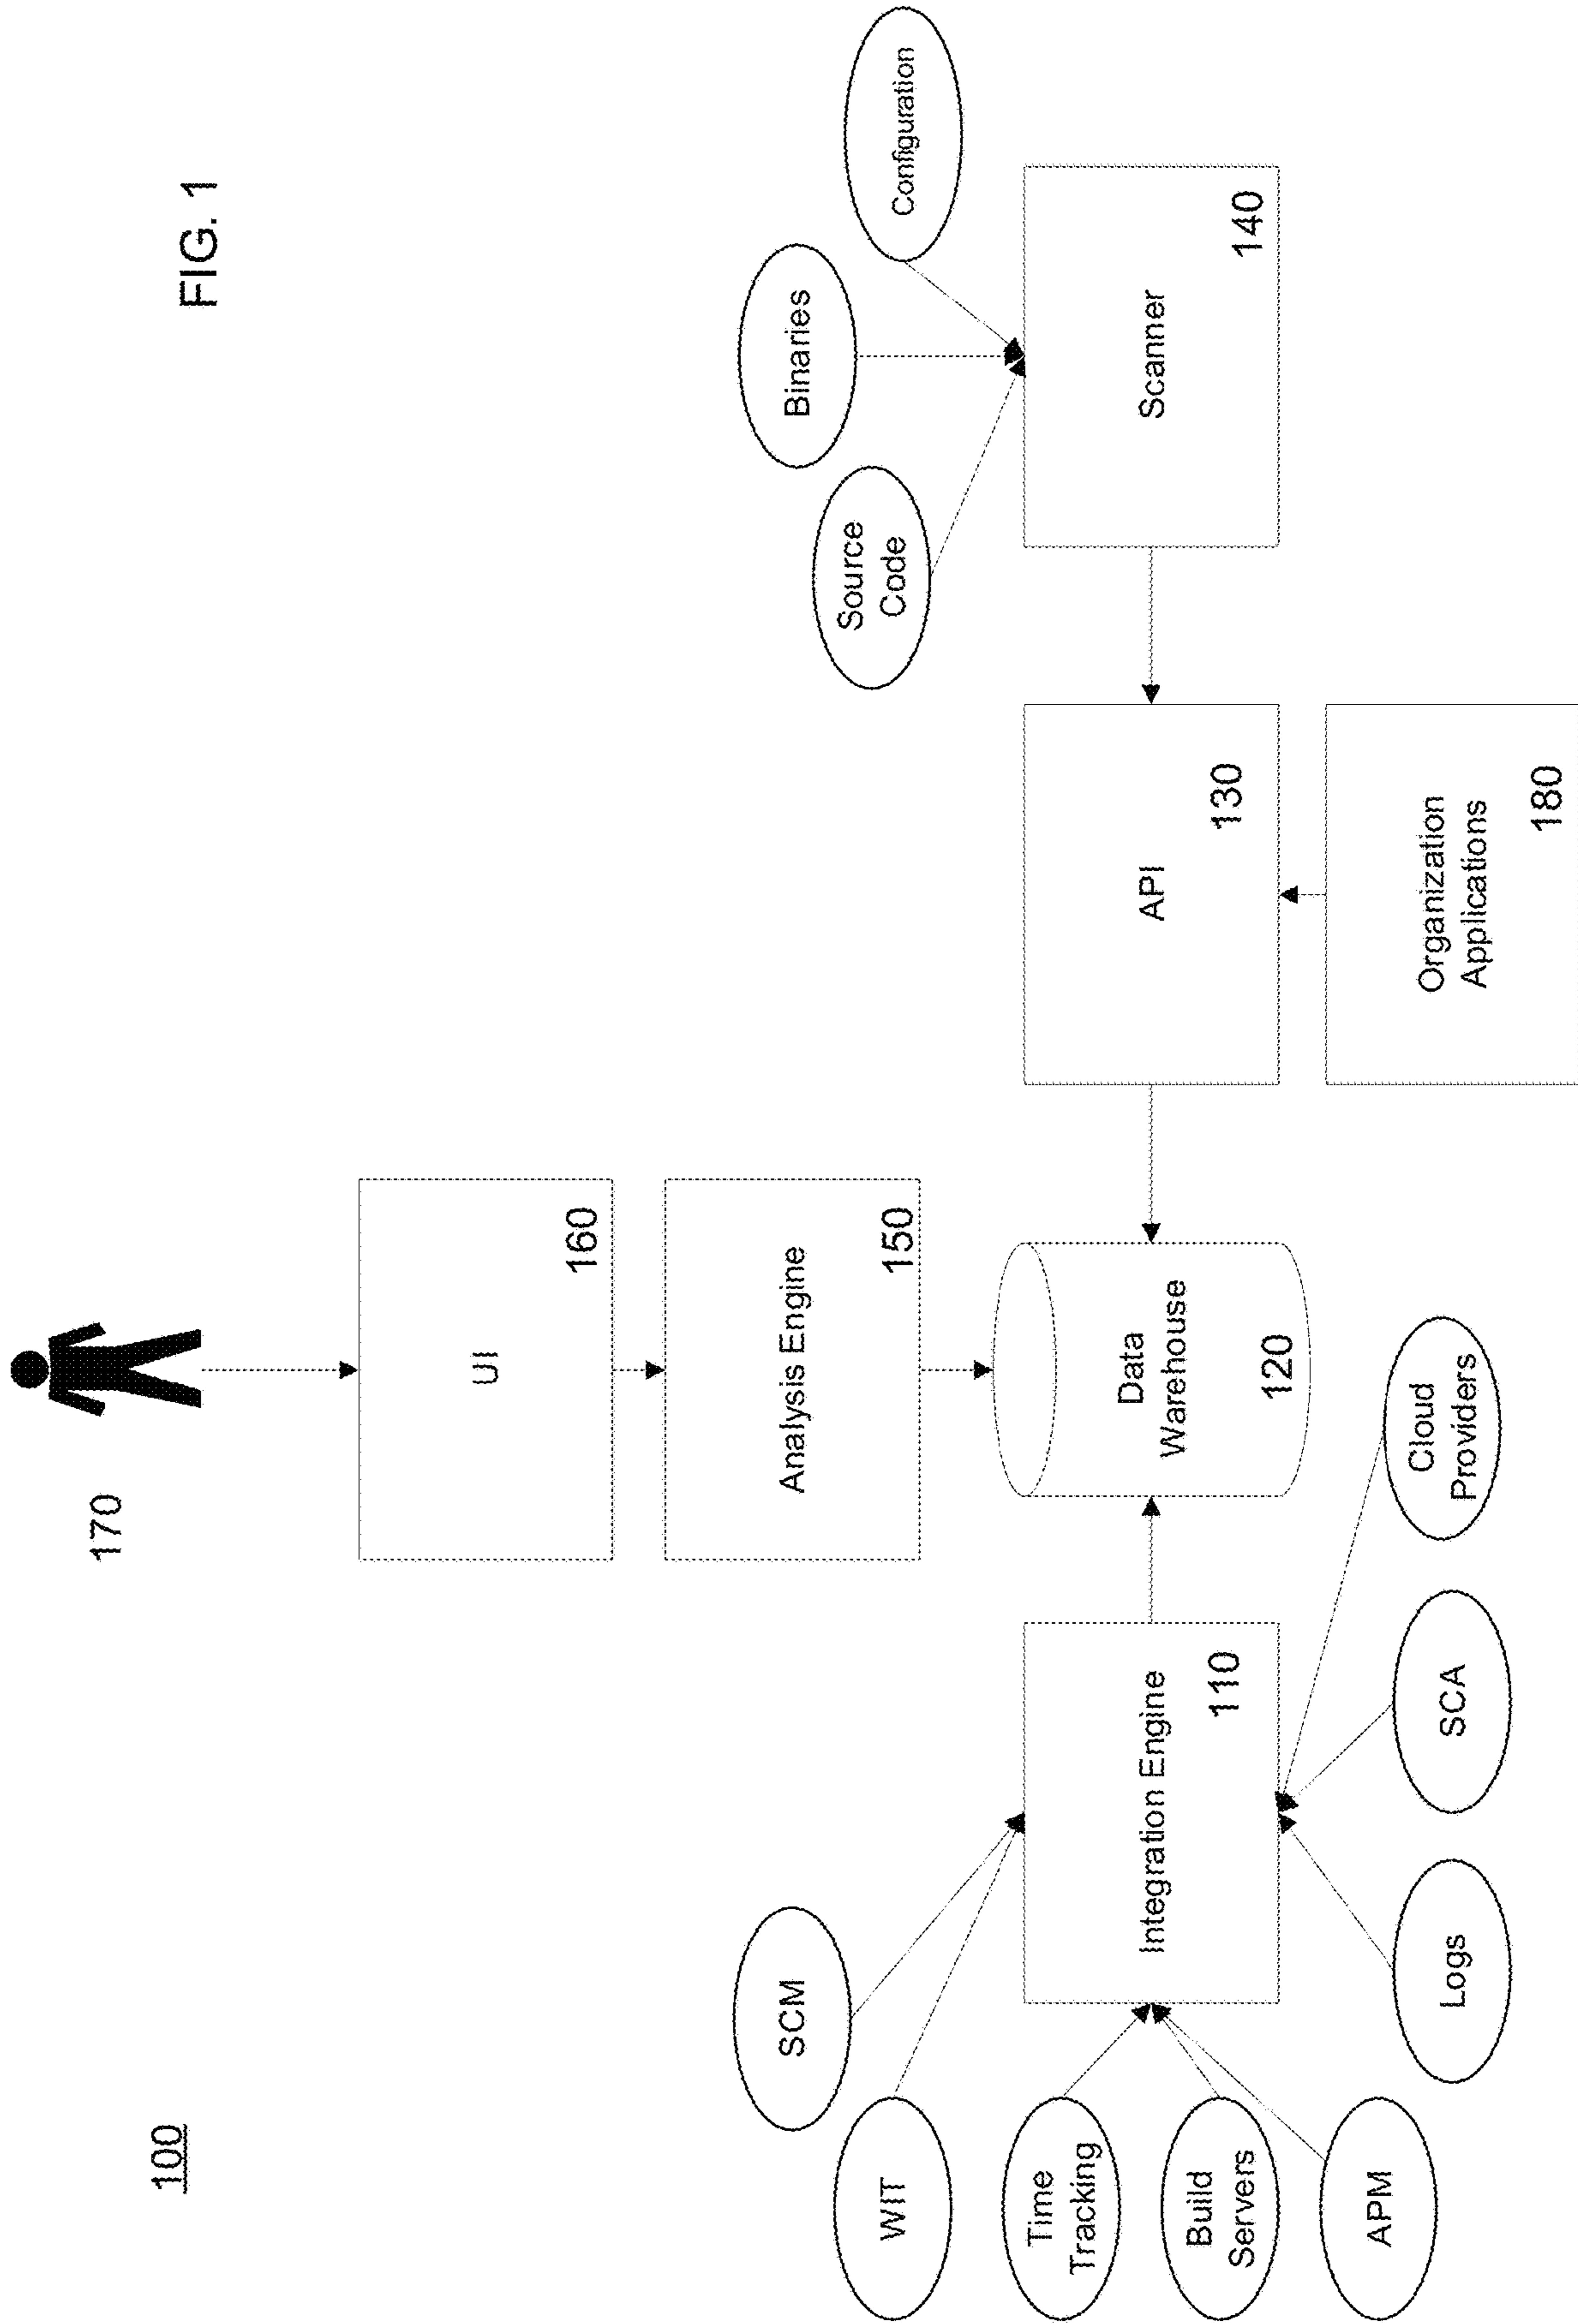 FIG. 1
100
170
UI
160
Analysis Engine
150
SCM
WIT
Time
Tracking
Build
Servers
APM
Logs
SCA
Cloud
Providers
Integration Engine
110
Data
Warehouse
120
API
130
Organization
Applications
180
Source
Code
Binaries
Configuration
Scanner
140